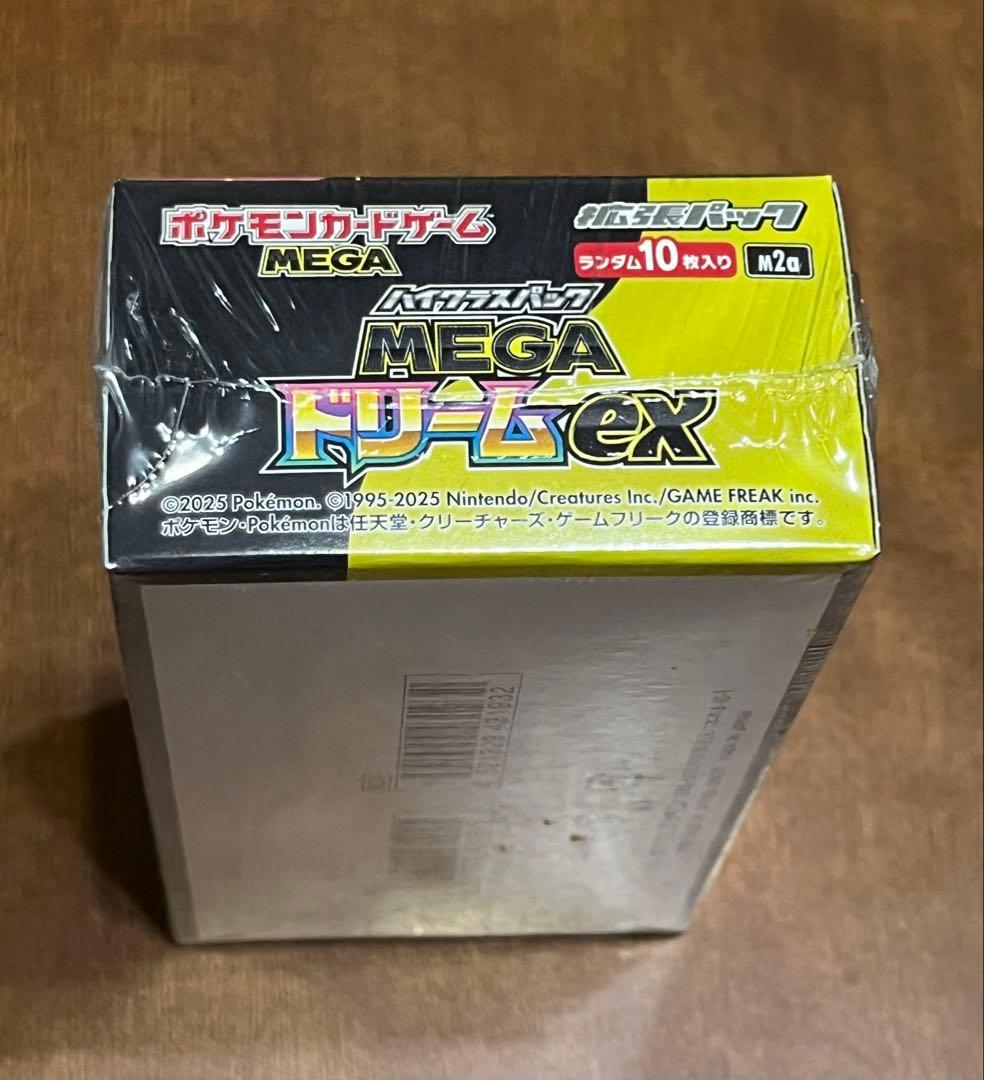 ポケモンカードゲーム
MEGA
拡張パック
ランダム10枚入り M2a
ハイクラスパック
MEGA
ドリームex
©2025 Pokémon. ©1995-2025 Nintendo/Creatures Inc./GAME FREAK inc.
ポケモン・Pokémonは任天堂・クリーチャーズ・ゲームフリークの登録商標です。